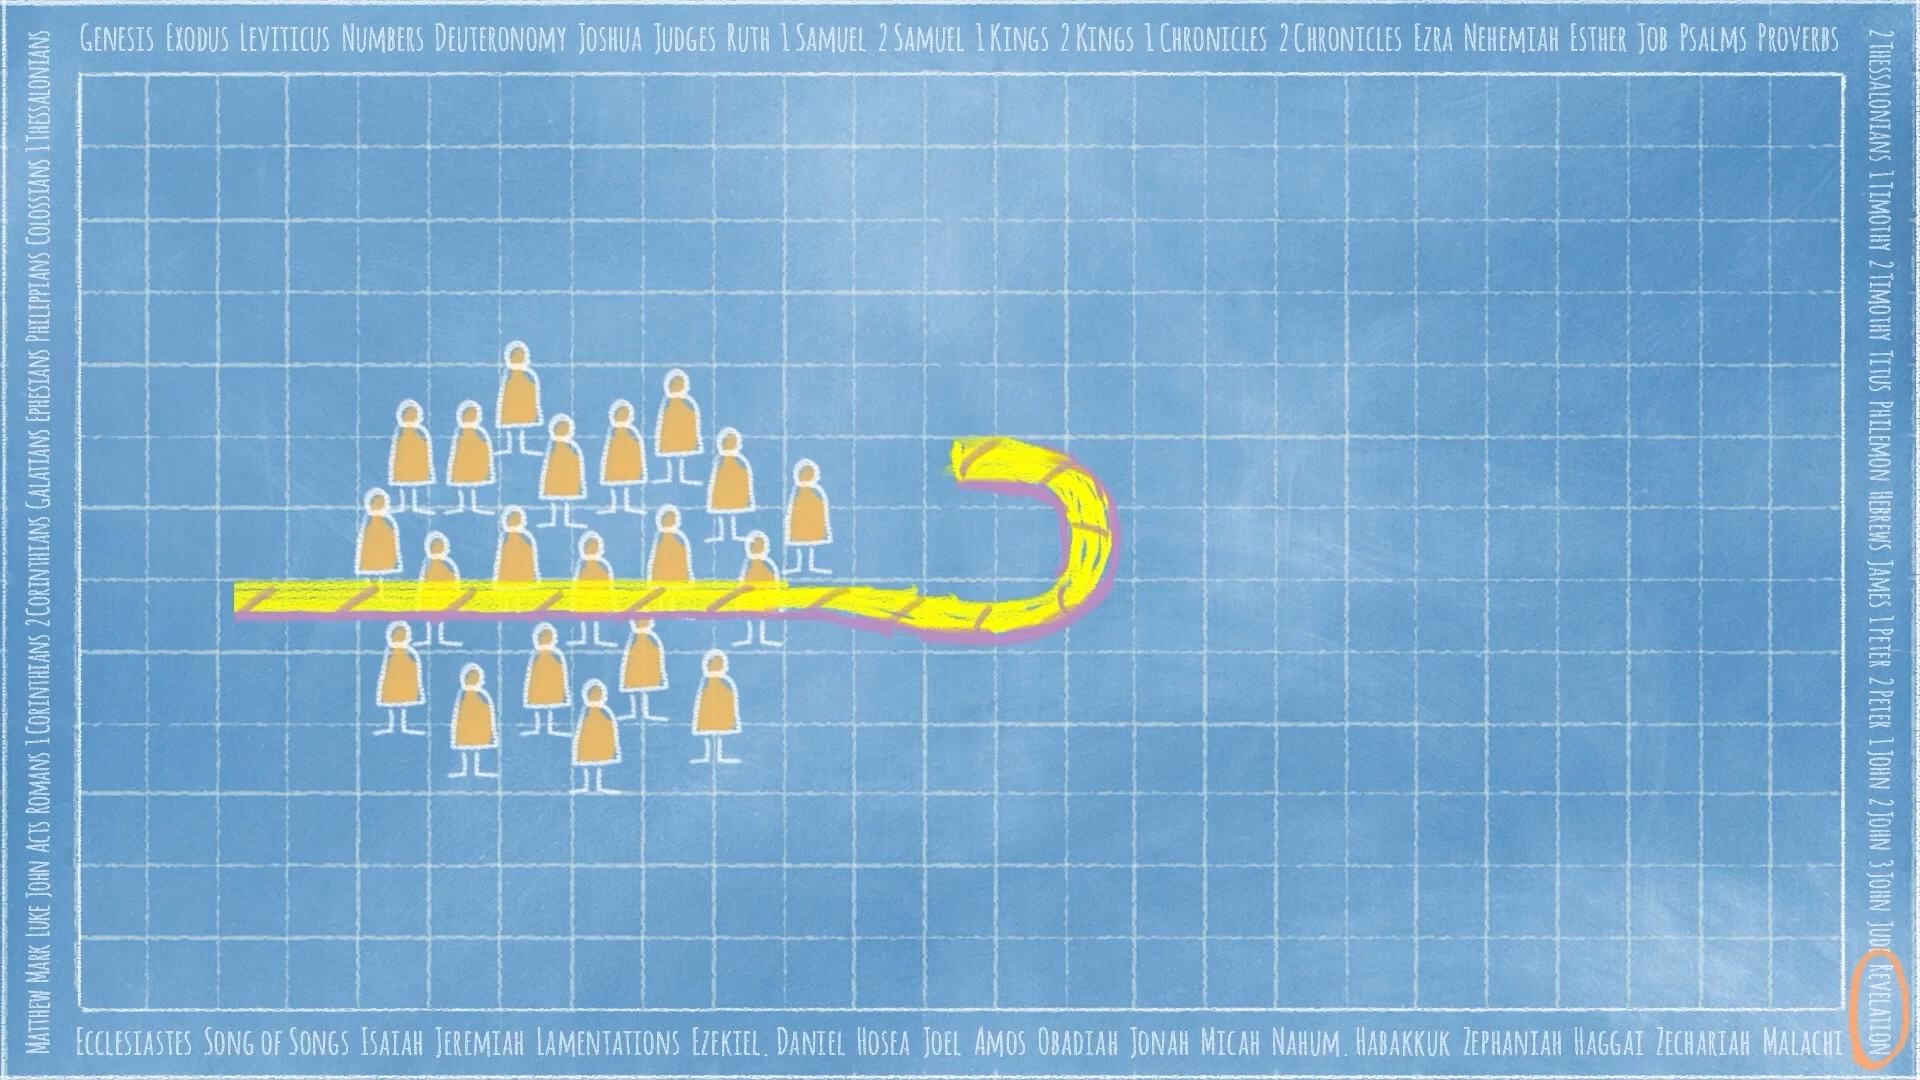 Genesis Exodus Leviticus Numbers Deuteronomy Joshua Judges Ruth 1 Samuel 2 Samuel 1 Kings 2 Kings 1 Chronicles 2 Chronicles Ezra Nehemiah Esther Job Psalms Proverbs
Ecclesiastes Song of Songs Isaiah Jeremiah Lamentations Ezekiel. Daniel Hosea Joel Amos Obadiah Jonah Micah Nahum. Habakkuk Zephaniah Haggai Zechariah Malachi
Matthew Mark Luke John Acts Romans 1 Corinthians 2 Corinthians Galatians Ephesians Philippians Colossians 1 Thessalonians
2 Thessalonians 1 Timothy 2 Timothy Titus Philemon Hebrews James 1 Peter 2 Peter 1 John 2 John 3 John Jud Revelation